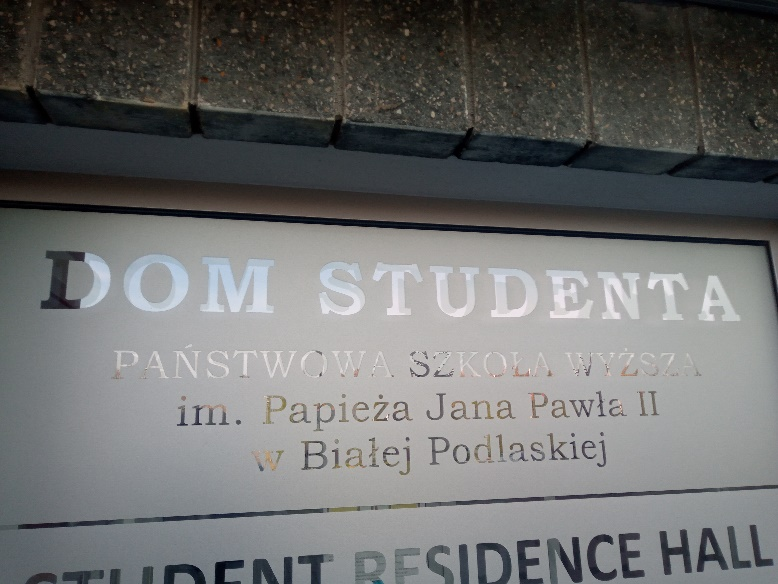 DOM STUDENTA
PAŃSTWOWA SZKOŁA WYŻSZA
im. Papieża Jana Pawła II
w Białej Podlaskiej
STUDENT RESIDENCE HALL